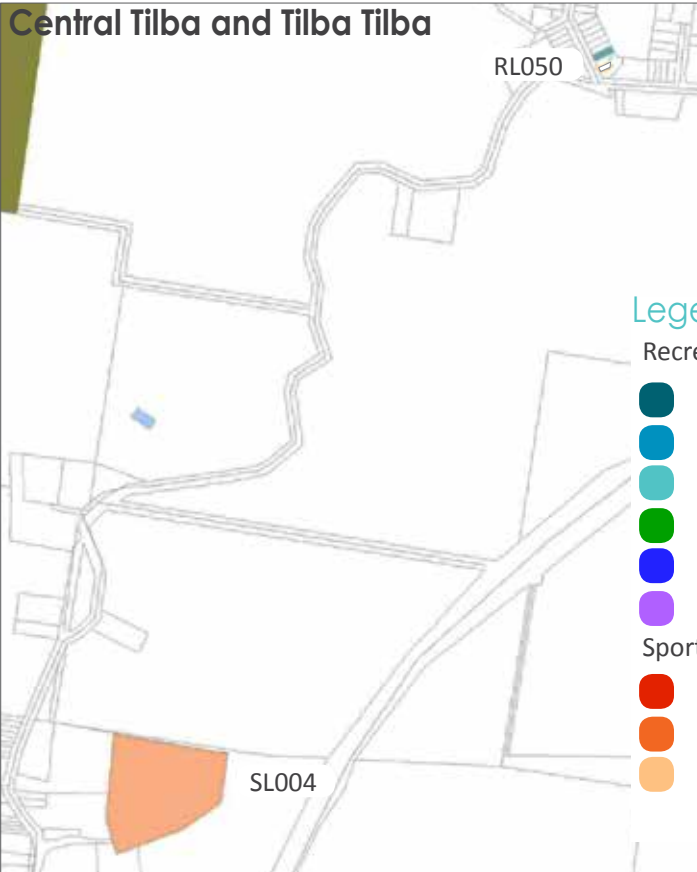 Central Tilba and Tilba Tilba
RL050
Lege
Recre
Sport
SL004